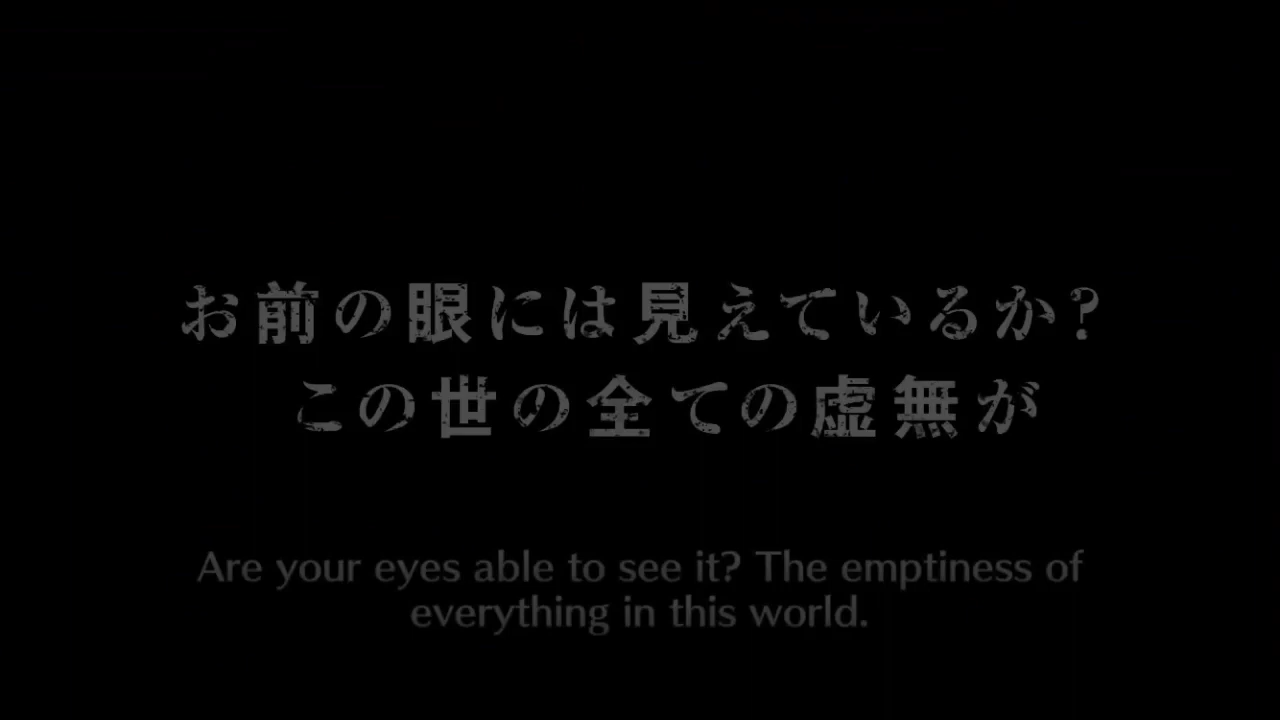 お前の眼には見えているか?
この世の全ての虚無が
Are your eyes able to see it? The emptiness of
everything in this world.